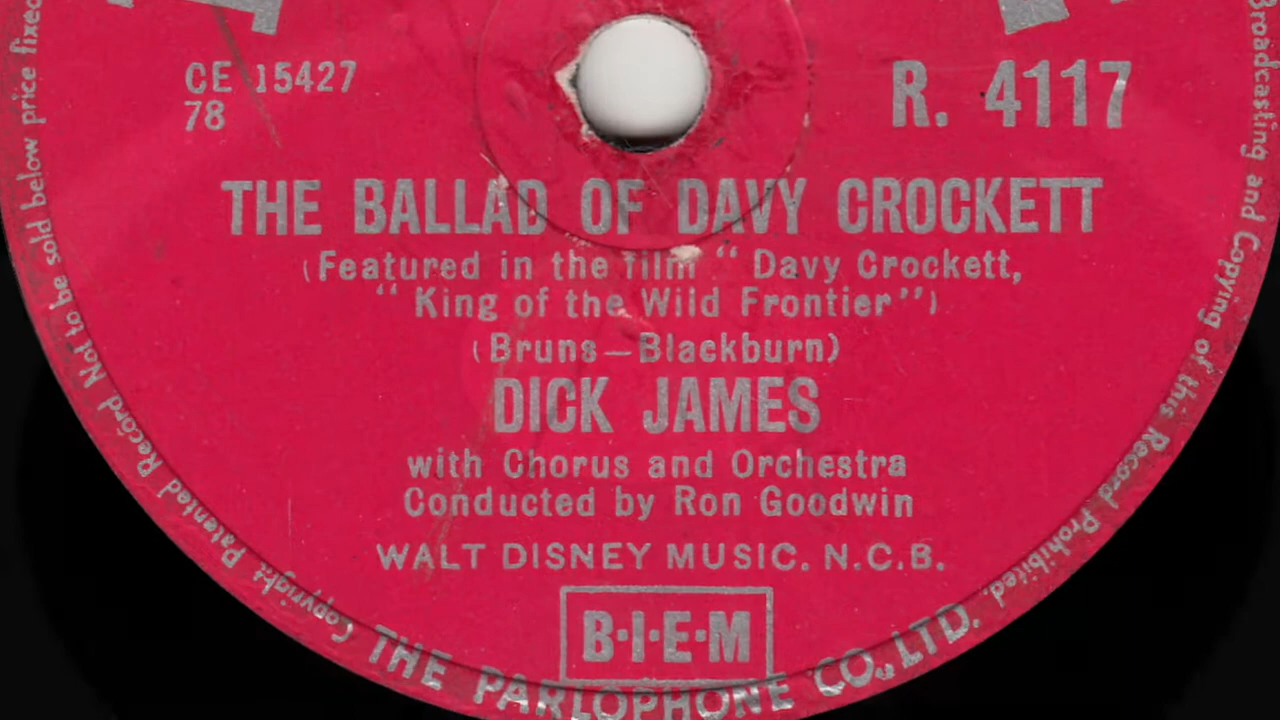 CE 15427
78
R. 4117
THE BALLAD OF DAVY CROCKETT
(Featured in the film “ Davy Crockett,
“ King of the Wild Frontier”)
(Bruns—Blackburn)
DICK JAMES
with Chorus and Orchestra
Conducted by Ron Goodwin
WALT DISNEY MUSIC. N.C.B.
B·I·E·M
THE PARLOPHONE CO. LTD.
Broadcasting and Copying of this Record Prohibited.
Copyright. Patented Record Not to be sold below price fixed